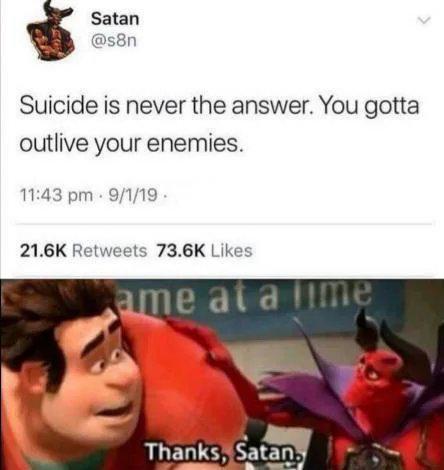 Satan
@s8n
Suicide is never the answer. You gotta
outlive your enemies.
11:43 pm · 9/1/19 ·
21.6K Retweets 73.6K Likes
ame at a Time
Thanks, Satan.